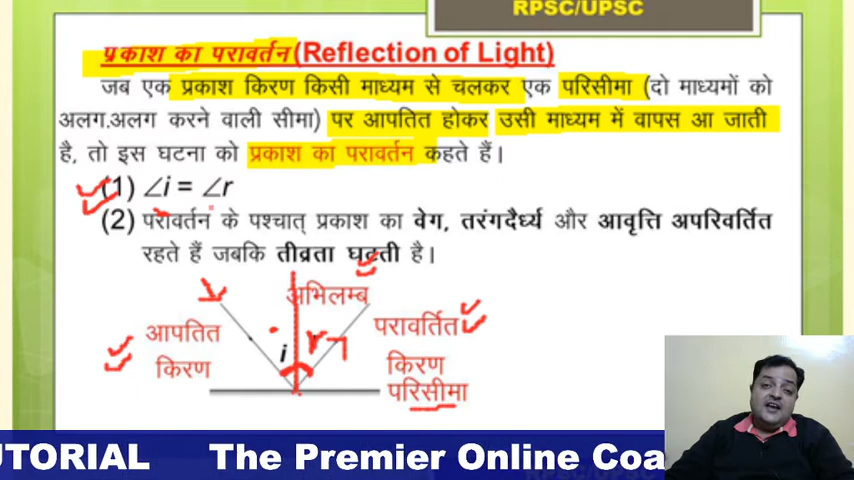 RPSC/UPSC
प्रकाश का परावर्तन (Reflection of Light)
जब एक प्रकाश किरण किसी माध्यम से चलकर एक परिसीमा (दो माध्यमों को
अलग.अलग करने वाली सीमा) पर आपतित होकर उसी माध्यम में वापस आ जाती
है, तो इस घटना को प्रकाश का परावर्तन कहते हैं।
(1) ∠i = ∠r
(2) परावर्तन के पश्चात् प्रकाश का वेग, तरंगदैर्ध्य और आवृत्ति अपरिवर्तित
रहते हैं जबकि तीव्रता घटती है।
अभिलम्ब
आपतित
किरण
i
r
परावर्तित
किरण
परिसीमा
UTORIAL The Premier Online Coa
RPSC/UPSC